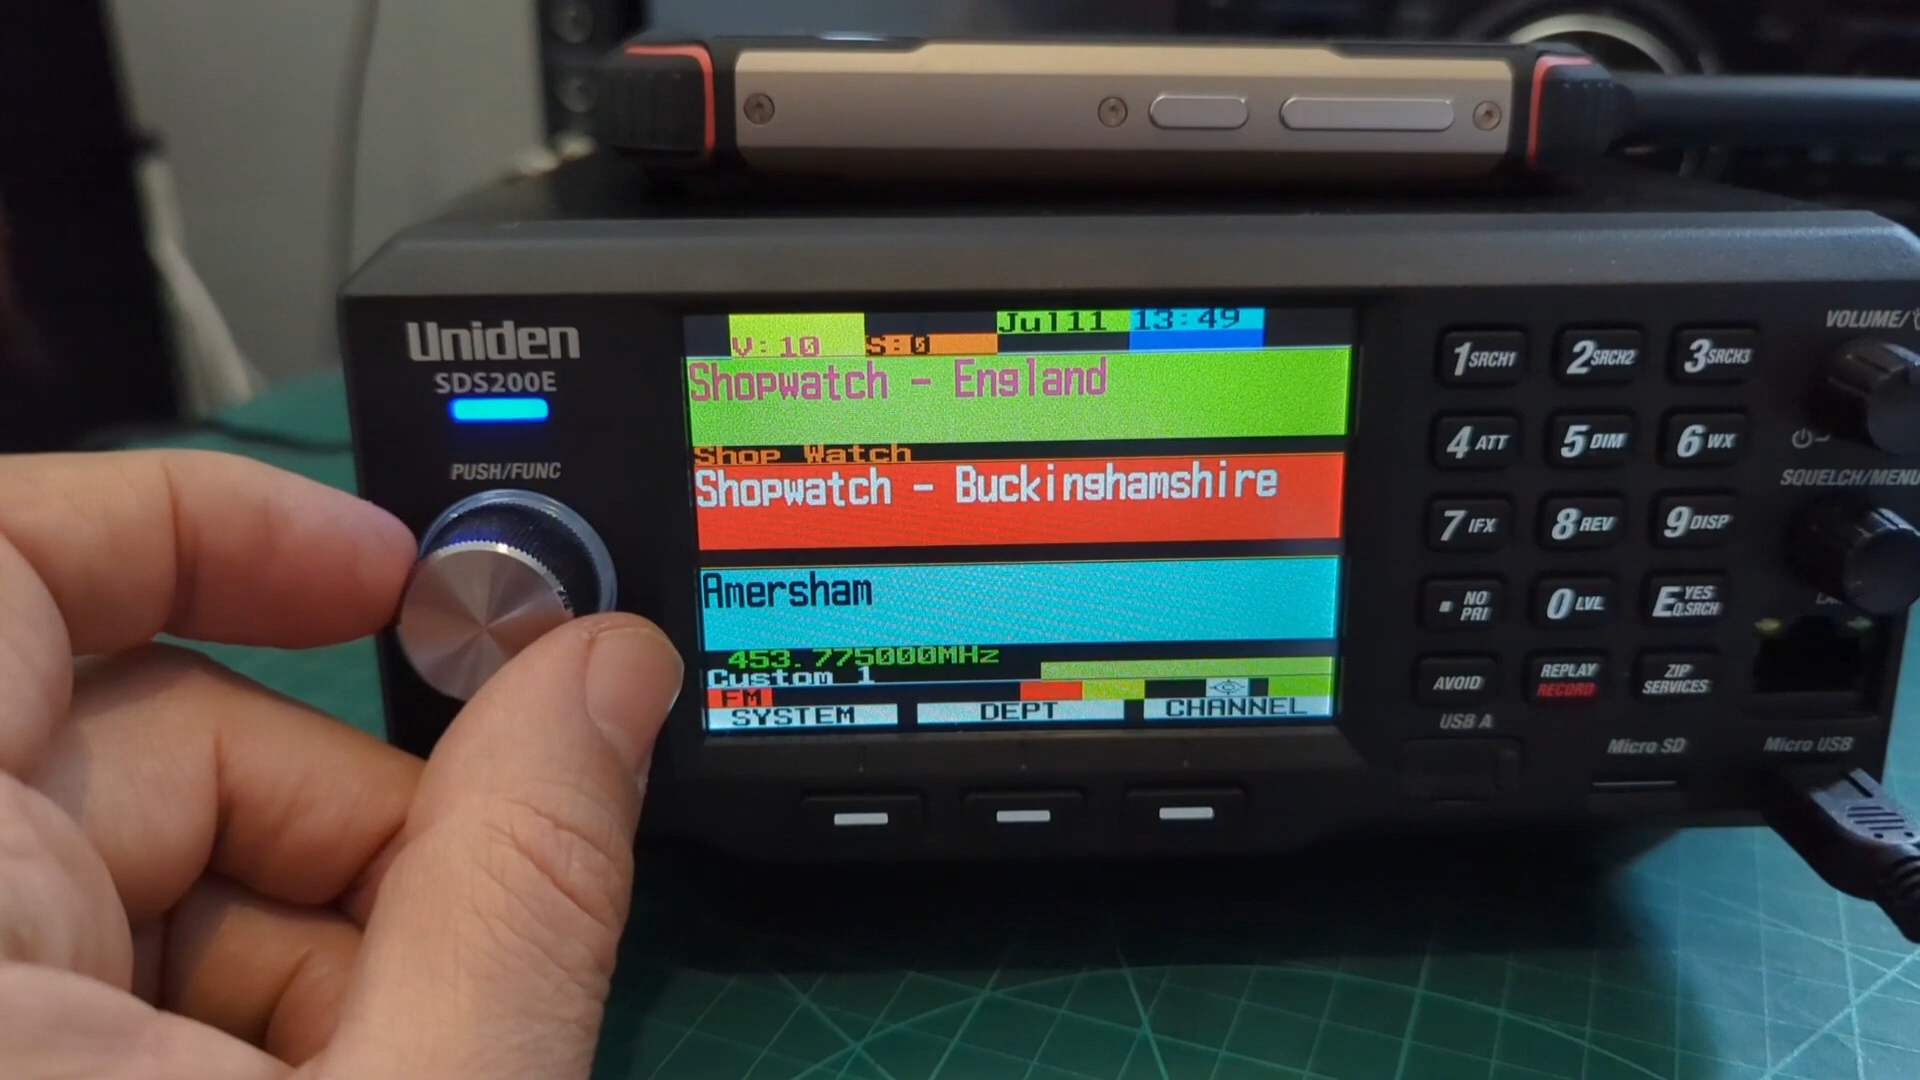 Uniden
SDS200E
PUSH/FUNC
V:10 S:0 Jul11 13:49
Shopwatch - England
Shop Watch
Shopwatch - Buckinghamshire
Amersham
453.775000MHz
Custom 1
FM
SYSTEM DEPT CHANNEL
1 SRCH1 2 SRCH2 3 SRCH3
4 ATT 5 DIM 6 WX
7 IFX 8 REV 9 DISP
. NO PRI 0 LVL E YES Q.SRCH
AVOID REPLAY RECORD ZIP SERVICES
VOLUME/
SQUELCH/MENU
USB A
Micro SD
Micro USB